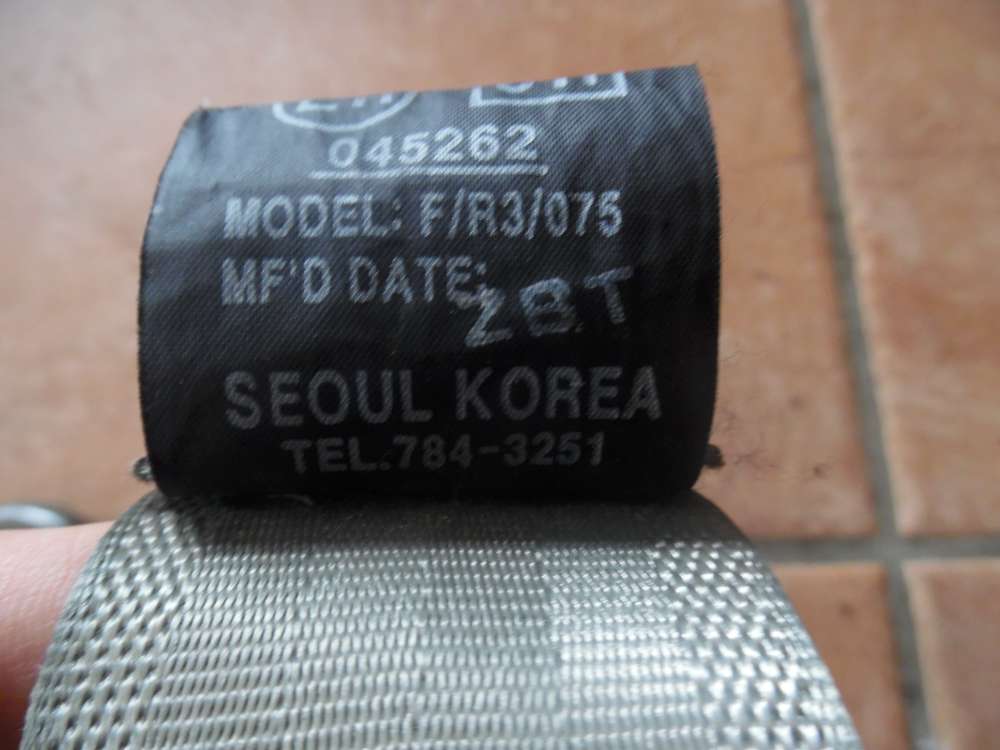 045262
MODEL: F/R3/075
MF'D DATE: ZBT
SEOUL KOREA
TEL.784-3251